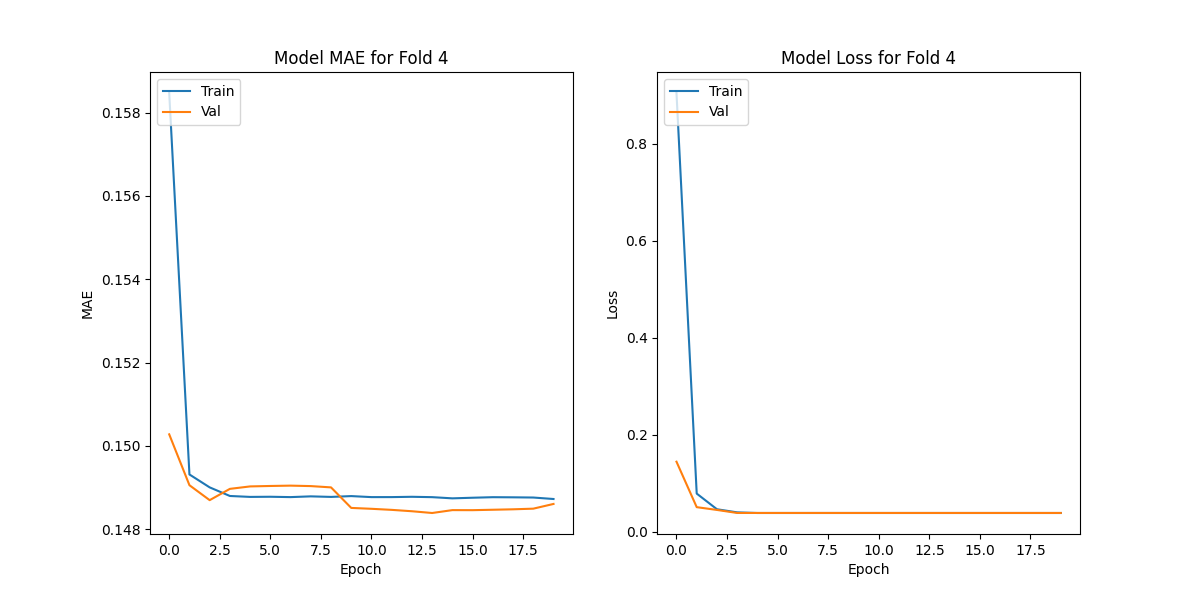 Model MAE for Fold 4
Train
Val
0.158
0.156
0.154
0.152
0.150
0.148
MAE
0.0 2.5 5.0 7.5 10.0 12.5 15.0 17.5
Epoch
Model Loss for Fold 4
Train
Val
0.8
0.6
0.4
0.2
0.0
Loss
0.0 2.5 5.0 7.5 10.0 12.5 15.0 17.5
Epoch